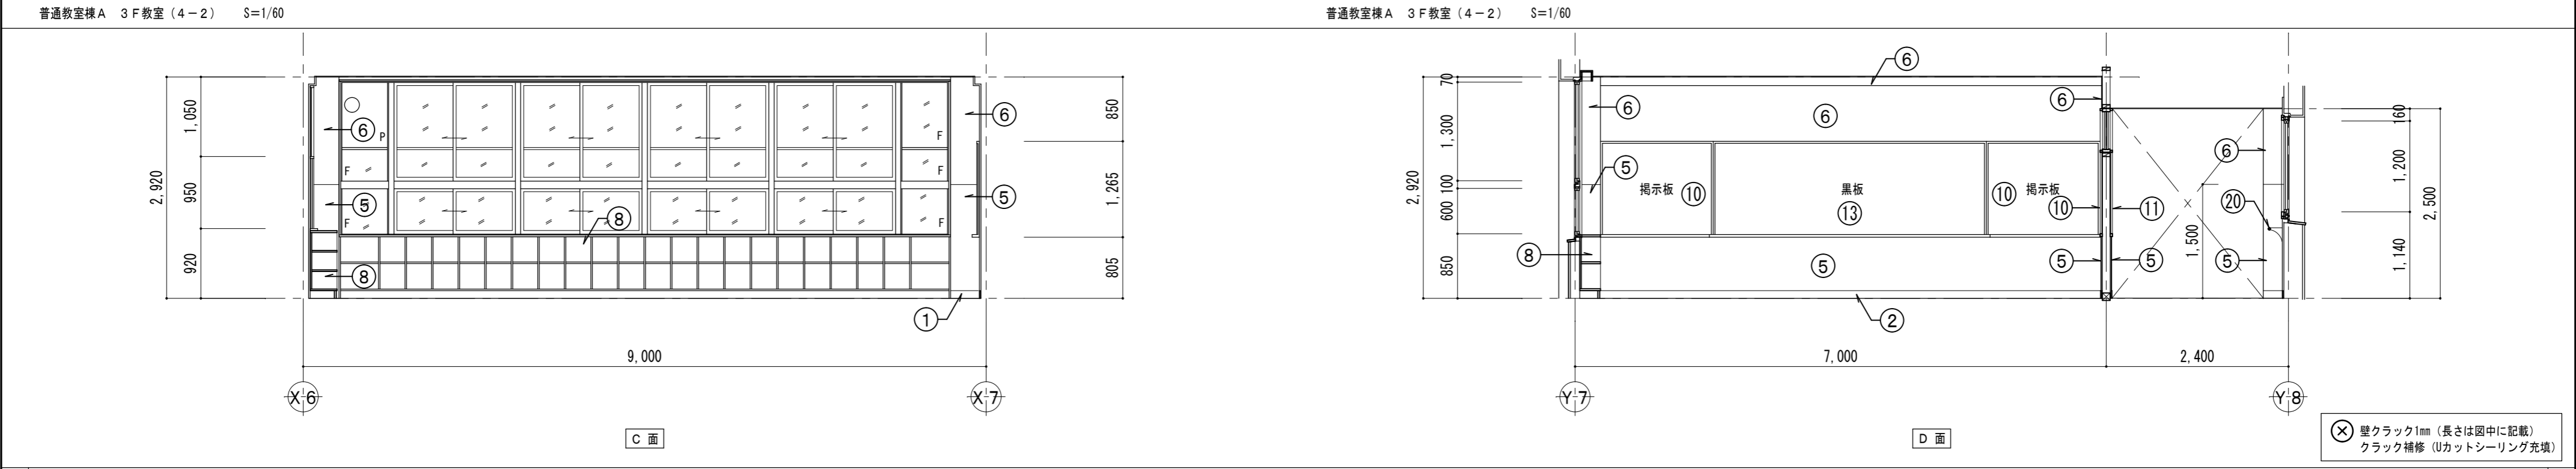 普通教室棟A　3F教室（4－2）　S=1/60
普通教室棟A　3F教室（4－2）　S=1/60
2,920
1,050
950
920
850
1,265
805
⑥
P
F
⑤
F
⑧
⑧
F
F
F
⑥
⑤
①
9,000
X-6
X-7
C 面
2,920
70
1,300
100
600
850
⑥
⑥
⑥
⑥
⑤
掲示板
⑩
黒板
⑬
⑩
掲示板
⑩
⑪
⑧
⑤
⑤
⑤
②
⑥
⑳
1,500
⑤
160
1,200
1,140
2,500
7,000
2,400
Y-7
Y-8
D 面
壁クラック1㎜（長さは図中に記載）
クラック補修（Uカットシーリング充填）